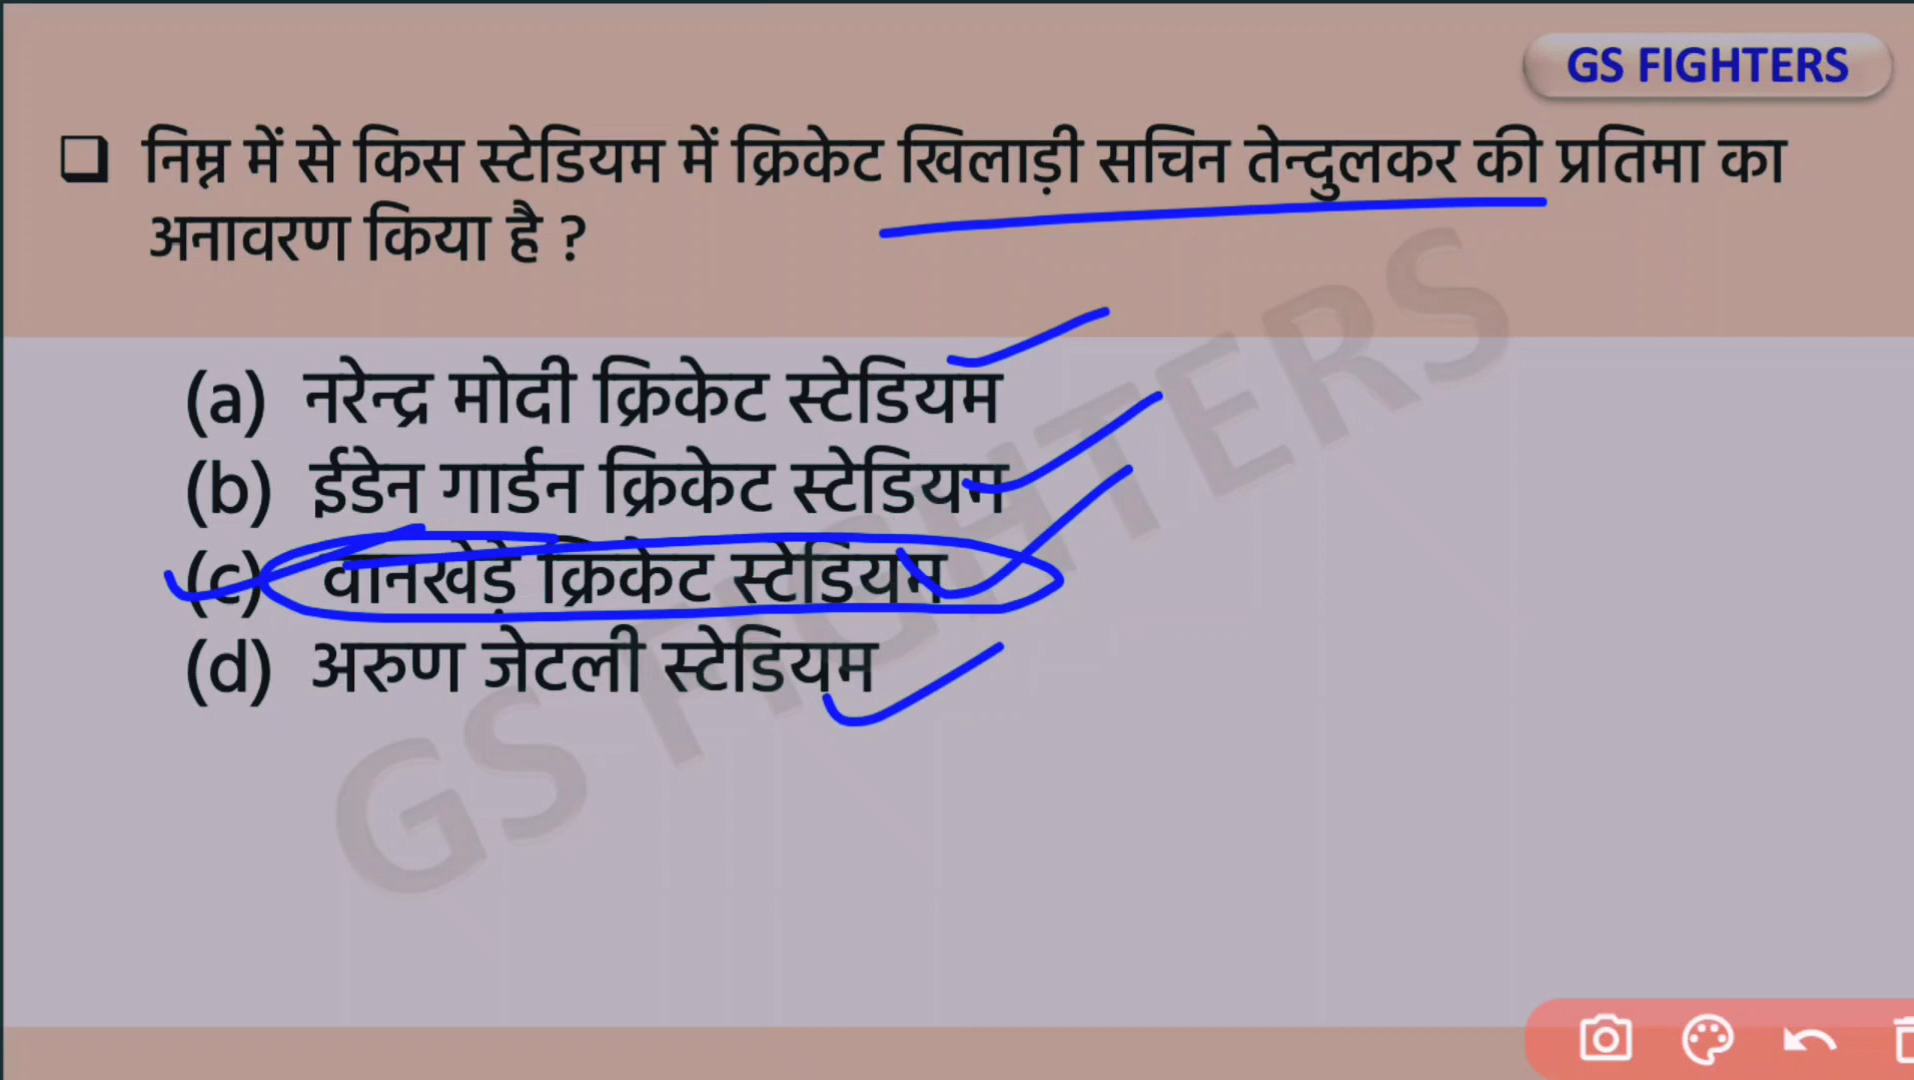 GS FIGHTERS
❑ निम्न में से किस स्टेडियम में क्रिकेट खिलाड़ी सचिन तेन्दुलकर की प्रतिमा का
अनावरण किया है ?
(a) नरेन्द्र मोदी क्रिकेट स्टेडियम
(b) ईडेन गार्डन क्रिकेट स्टेडियम
(c) वानखेड़े क्रिकेट स्टेडियम
(d) अरुण जेटली स्टेडियम
GS FIGHTERS